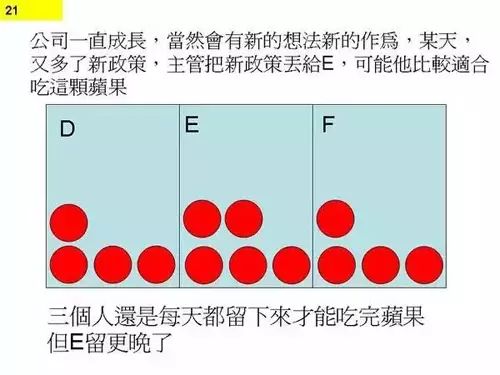 21
公司一直成長，當然會有新的想法新的作為，某天，
又多了新政策，主管把新政策丟給E，可能他比較適合
吃這顆蘋果
D E F
三個人還是每天都留下來才能吃完蘋果
但E留更晚了